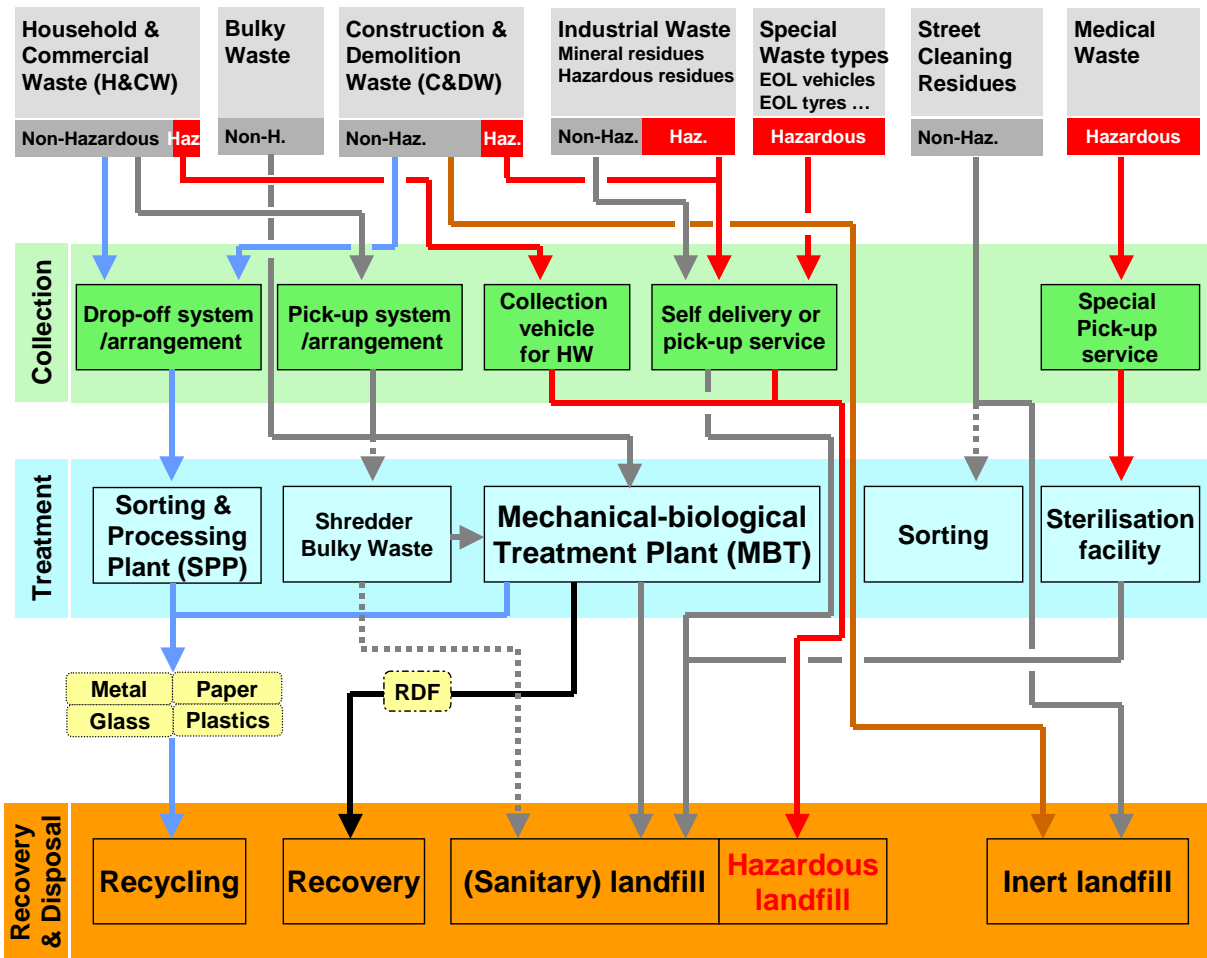 Household &
Commercial
Waste (H&CW)
Bulky
Waste
Construction &
Demolition
Waste (C&DW)
Industrial Waste
Mineral residues
Hazardous residues
Special
Waste types
EOL vehicles
EOL tyres …
Street
Cleaning
Residues
Medical
Waste
Non-Hazardous
Haz
Non-H.
Non-Haz.
Haz.
Non-Haz.
Haz.
Hazardous
Non-Haz.
Hazardous
Collection
Drop-off system
/arrangement
Pick-up system
/arrangement
Collection
vehicle
for HW
Self delivery or
pick-up service
Special
Pick-up
service
Treatment
Sorting &
Processing
Plant (SPP)
Shredder
Bulky Waste
Mechanical-biological
Treatment Plant (MBT)
Sorting
Sterilisation
facility
Metal
Paper
Glass
Plastics
RDF
Recovery
& Disposal
Recycling
Recovery
(Sanitary) landfill
Hazardous
landfill
Inert landfill